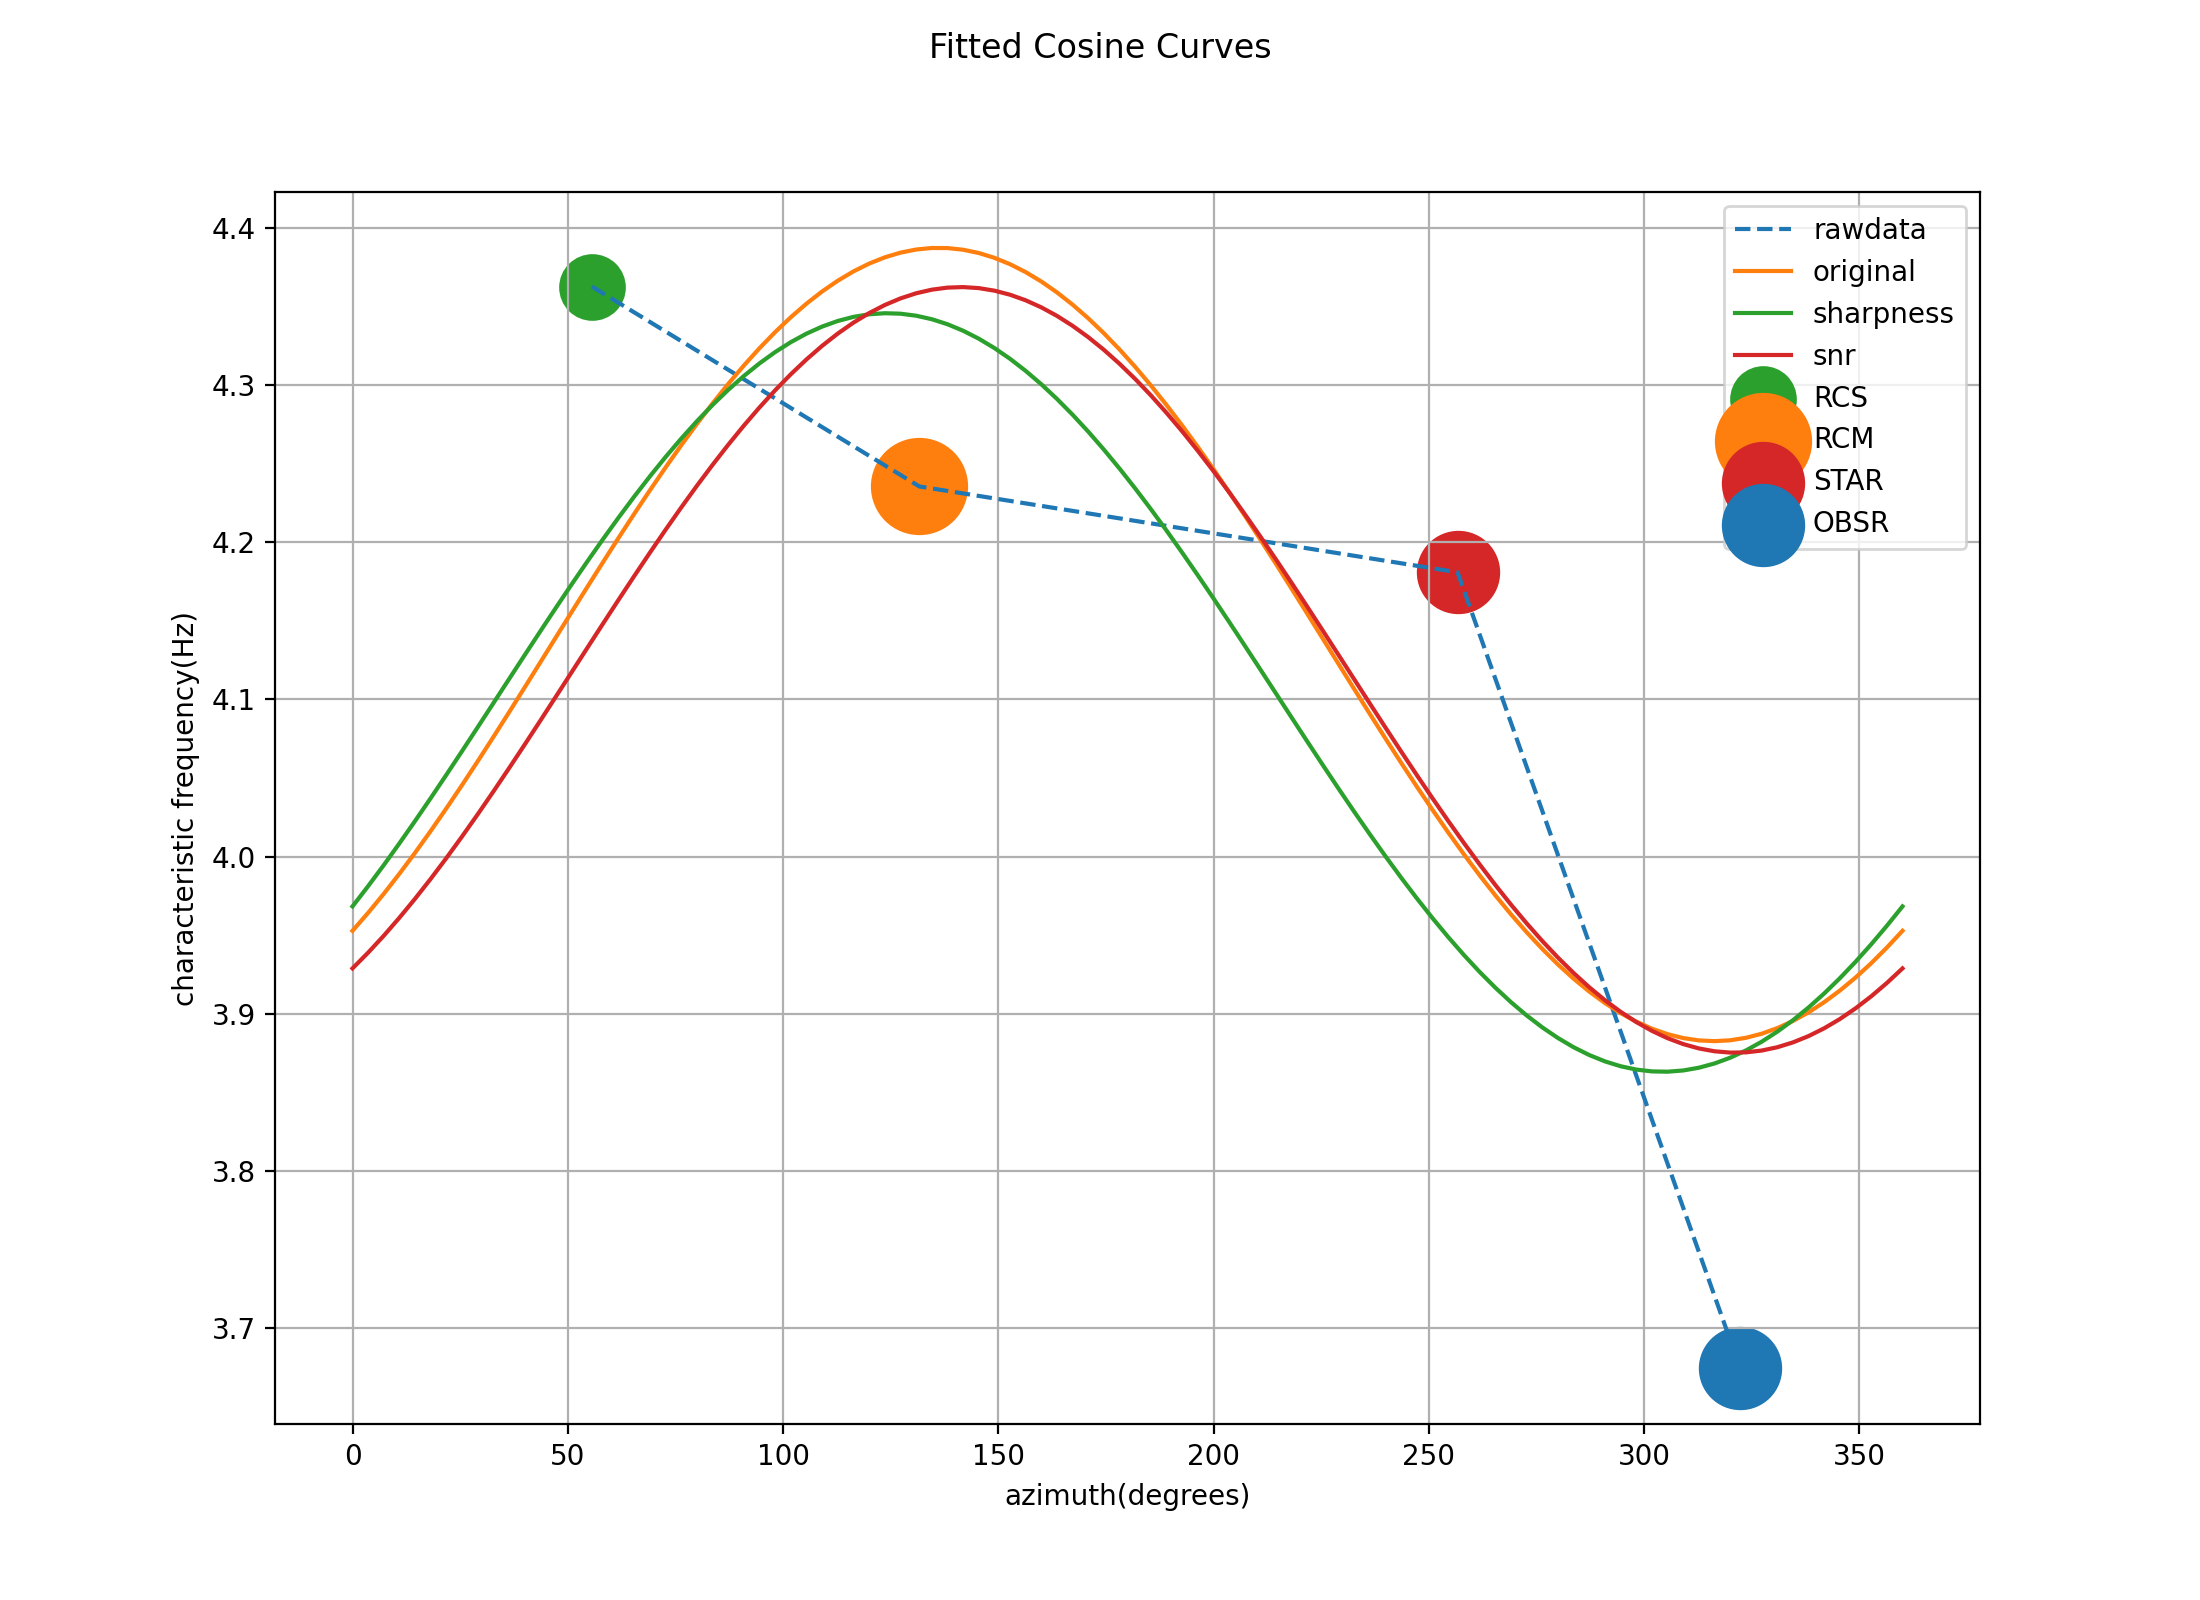 Fitted Cosine Curves
4.4
4.3
4.2
4.1
4.0
3.9
3.8
3.7
characteristic frequency(Hz)
rawdata
original
sharpness
snr
RCS
RCM
STAR
OBSR
0 50 100 150 200 250 300 350
azimuth(degrees)